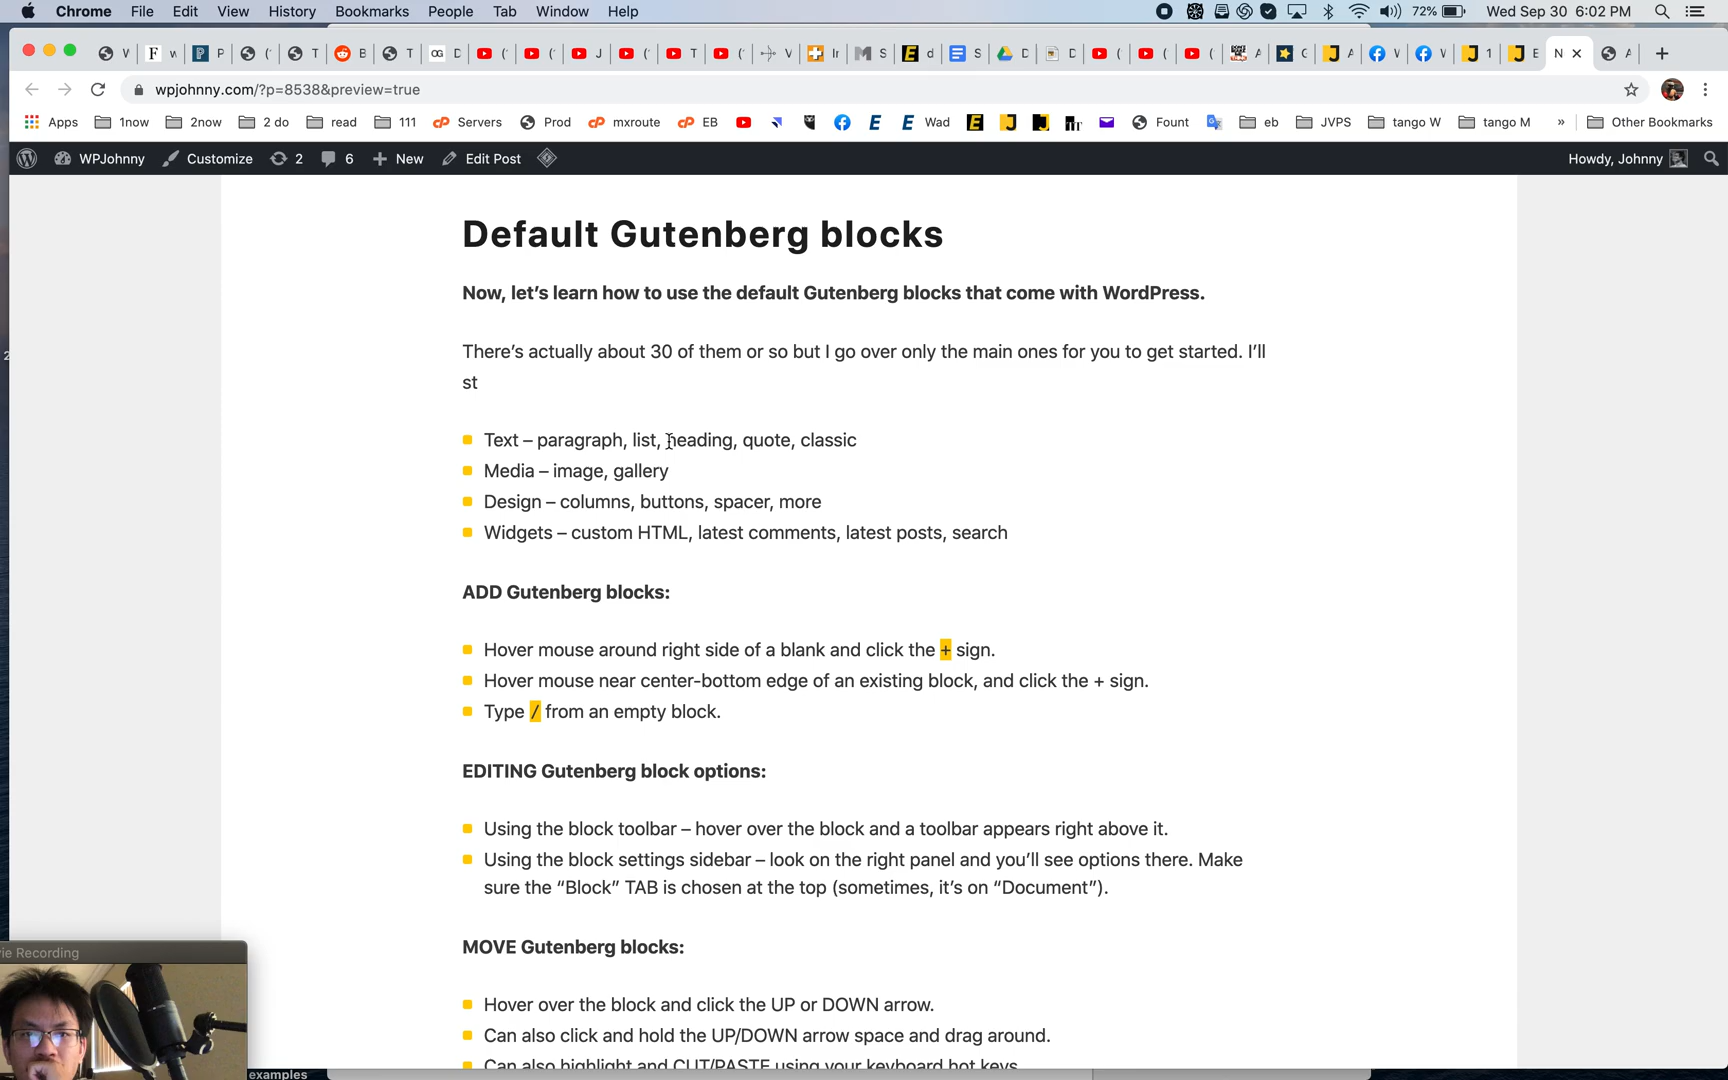 Chrome File Edit View History Bookmarks People Tab Window Help 72% Wed Sep 30 6:02 PM
wpjohnny.com/?p=8538&preview=true
Apps 1now 2now 2 do read 111 Servers Prod mxroute EB Wad Fount eb JVPS tango W tango M » Other Bookmarks
WPJohnny Customize 2 6 New Edit Post Howdy, Johnny
Default Gutenberg blocks
Now, let's learn how to use the default Gutenberg blocks that come with WordPress.
There's actually about 30 of them or so but I go over only the main ones for you to get started. I'll
st
Text – paragraph, list, heading, quote, classic
Media – image, gallery
Design – columns, buttons, spacer, more
Widgets – custom HTML, latest comments, latest posts, search
ADD Gutenberg blocks:
Hover mouse around right side of a blank and click the + sign.
Hover mouse near center-bottom edge of an existing block, and click the + sign.
Type / from an empty block.
EDITING Gutenberg block options:
Using the block toolbar – hover over the block and a toolbar appears right above it.
Using the block settings sidebar – look on the right panel and you'll see options there. Make
sure the “Block” TAB is chosen at the top (sometimes, it's on “Document”).
MOVE Gutenberg blocks:
Hover over the block and click the UP or DOWN arrow.
Can also click and hold the UP/DOWN arrow space and drag around.
Can also highlight and CUT/PASTE using your keyboard hot keys
ie Recording
examples